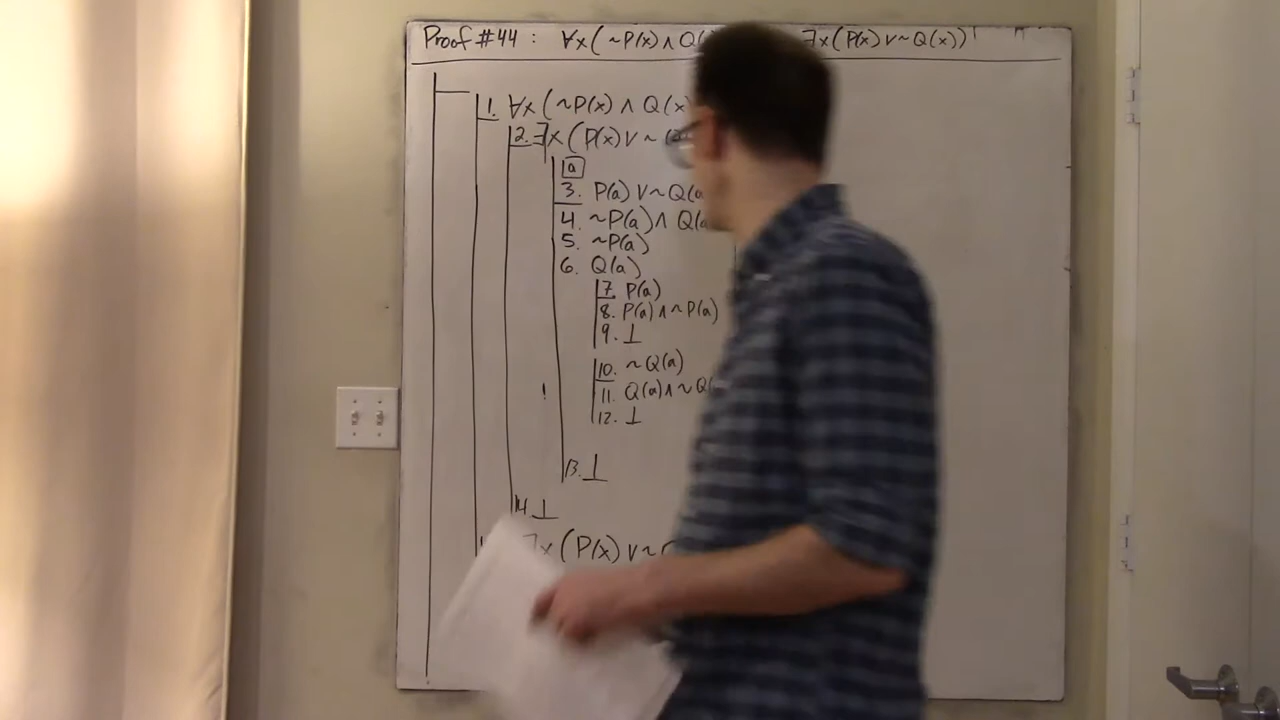 Proof #44 : ∀x(~P(x)∧Q( ∃x(P(x)∨~Q(x))
1. ∀x(~P(x)∧Q(x
2. ∃x(P(x)∨~
a
3. P(a)∨~Q(a
4. ~P(a)∧Q(a
5. ~P(a)
6. Q(a)
7. P(a)
8. P(a)∧~P(a)
9. ⊥
10. ~Q(a)
11. Q(a)∧~Q(
12. ⊥
13. ⊥
14. ⊥
∃x(P(x)∨~